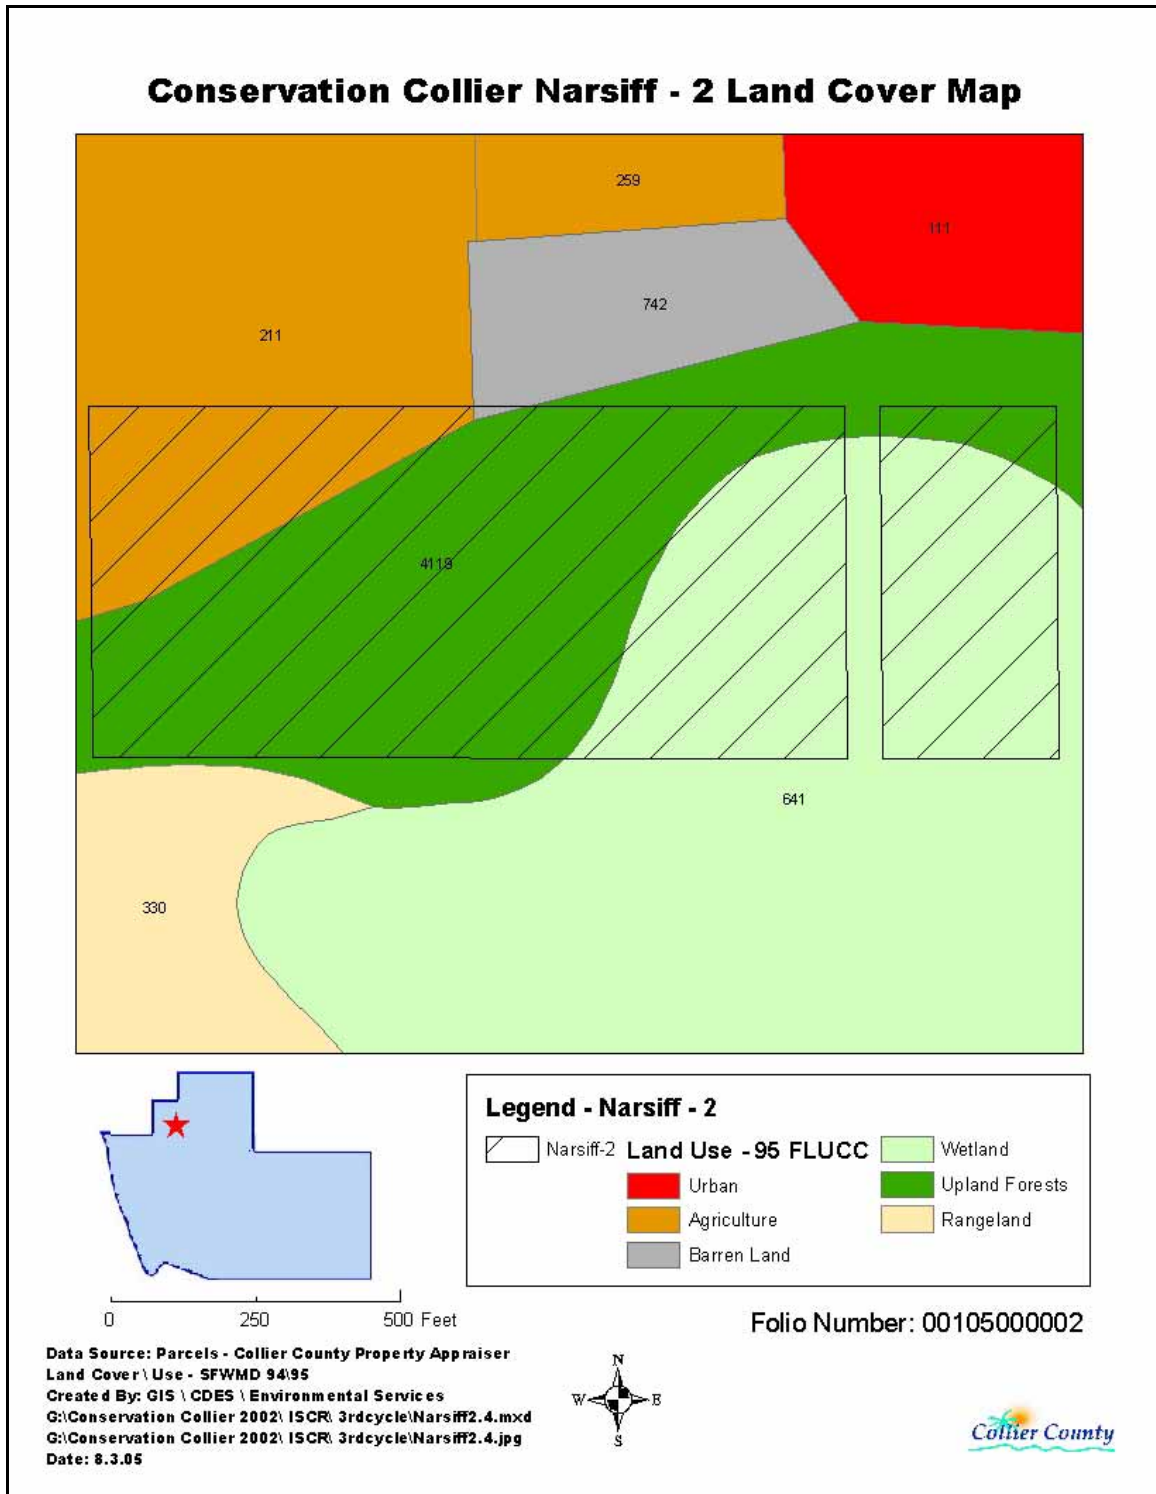 Conservation Collier Narsiff - 2 Land Cover Map
259
111
742
211
4119
641
330
Legend - Narsiff - 2
Narsiff-2
Land Use - 95 FLUCC
Urban
Agriculture
Barren Land
Wetland
Upland Forests
Rangeland
0 250 500 Feet
Folio Number: 00105000002
Data Source: Parcels - Collier County Property Appraiser
Land Cover \ Use - SFWMD 94\95
Created By: GIS \ CDES \ Environmental Services
G:\Conservation Collier 2002\ ISCR\ 3rdcycle\Narsiff2.4.mxd
G:\Conservation Collier 2002\ ISCR\ 3rdcycle\Narsiff2.4.jpg
Date: 8.3.05
N
W E
S
Collier County